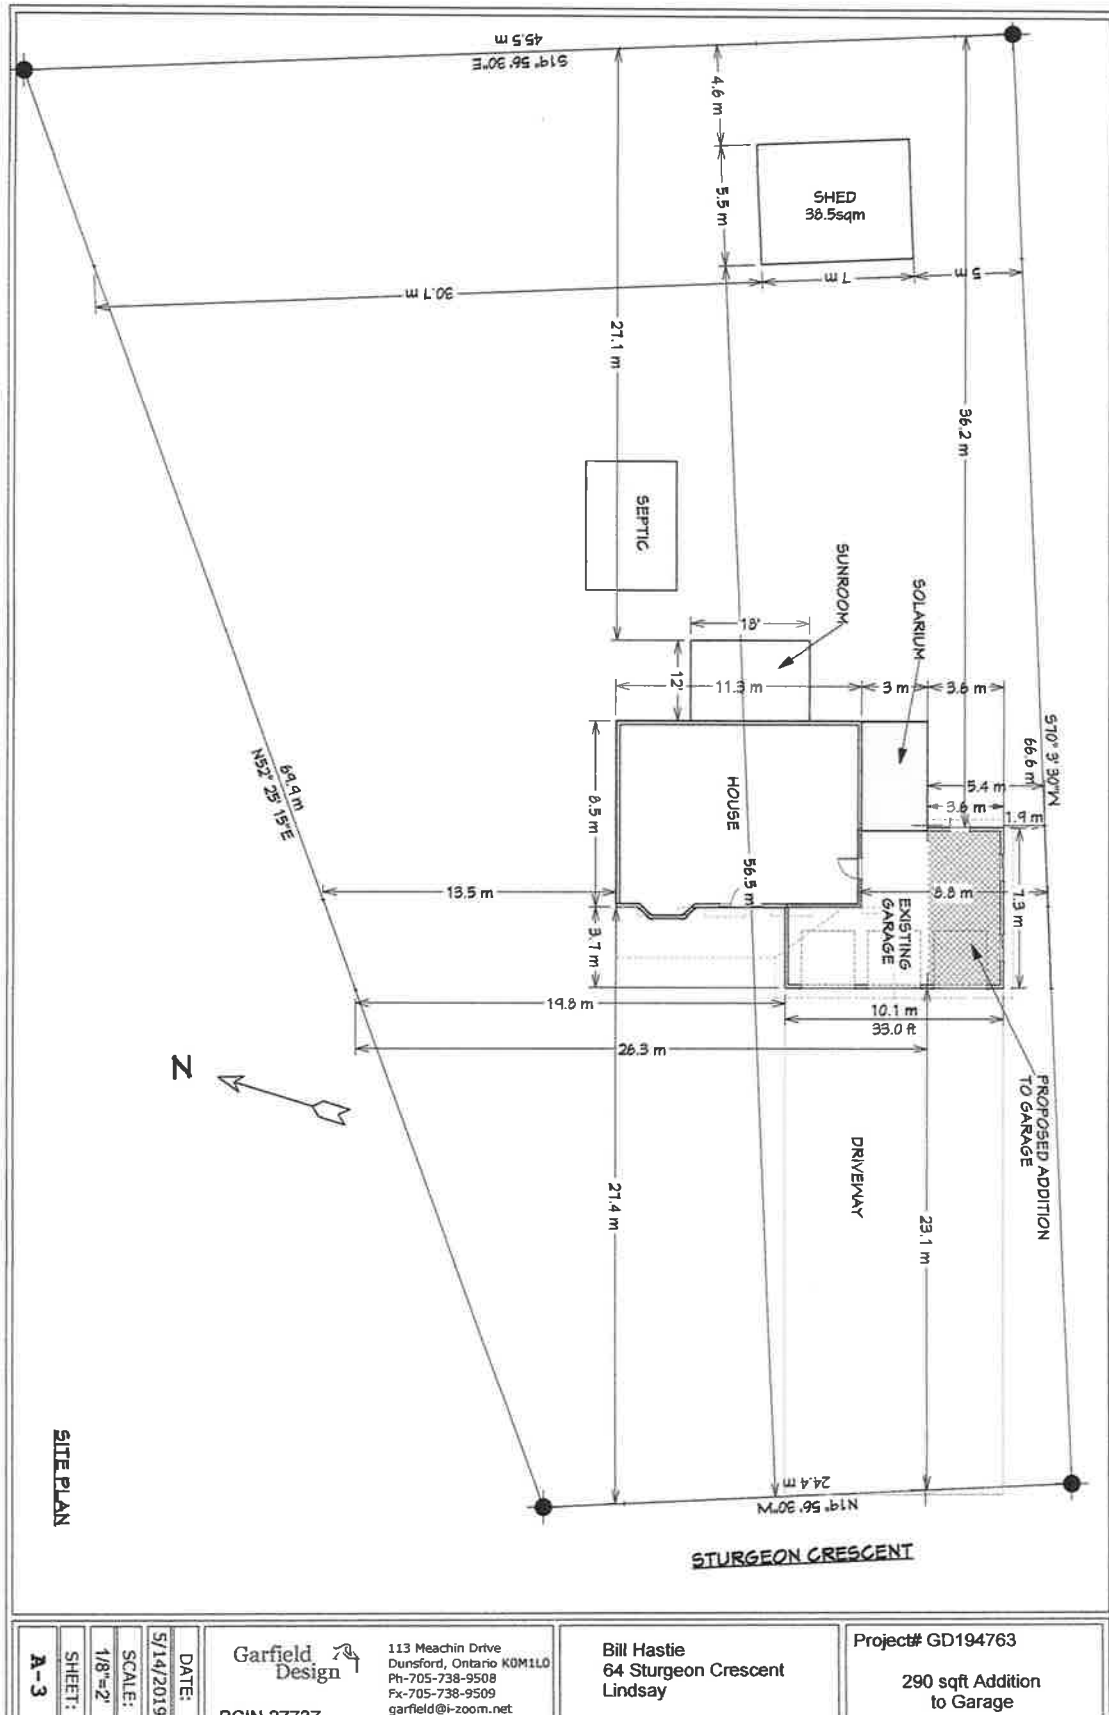 45.5 m
S19° 56' 30"E
4.6 m
5.5 m
SHED
38.5sqm
7 m
5 m
30.7 m
27.1 m
36.2 m
SEPTIC
SUNROOM
SOLARIUM
18'
12'
11.3 m
3 m
3.6 m
S70° 3' 30"W
66.6 m
5.4 m
3.6 m
1.9 m
69.9 m
N52° 25' 15"E
HOUSE
8.5 m
56.5 m
13.5 m
8.8 m
7.3 m
EXISTING
GARAGE
3.7 m
19.8 m
10.1 m
33.0 ft
26.3 m
N
PROPOSED ADDITION
TO GARAGE
DRIVEWAY
27.4 m
23.1 m
24.4 m
N19° 56' 30"W
SITE PLAN
STURGEON CRESCENT
A-3
SHEET:
1/8"=2'
SCALE:
5/14/2019
DATE:
Garfield
Design
113 Meachin Drive
Dunsford, Ontario K0M1L0
Ph-705-738-9508
Fx-705-738-9509
garfield@i-zoom.net
Bill Hastie
64 Sturgeon Crescent
Lindsay
Project# GD194763
290 sqft Addition
to Garage